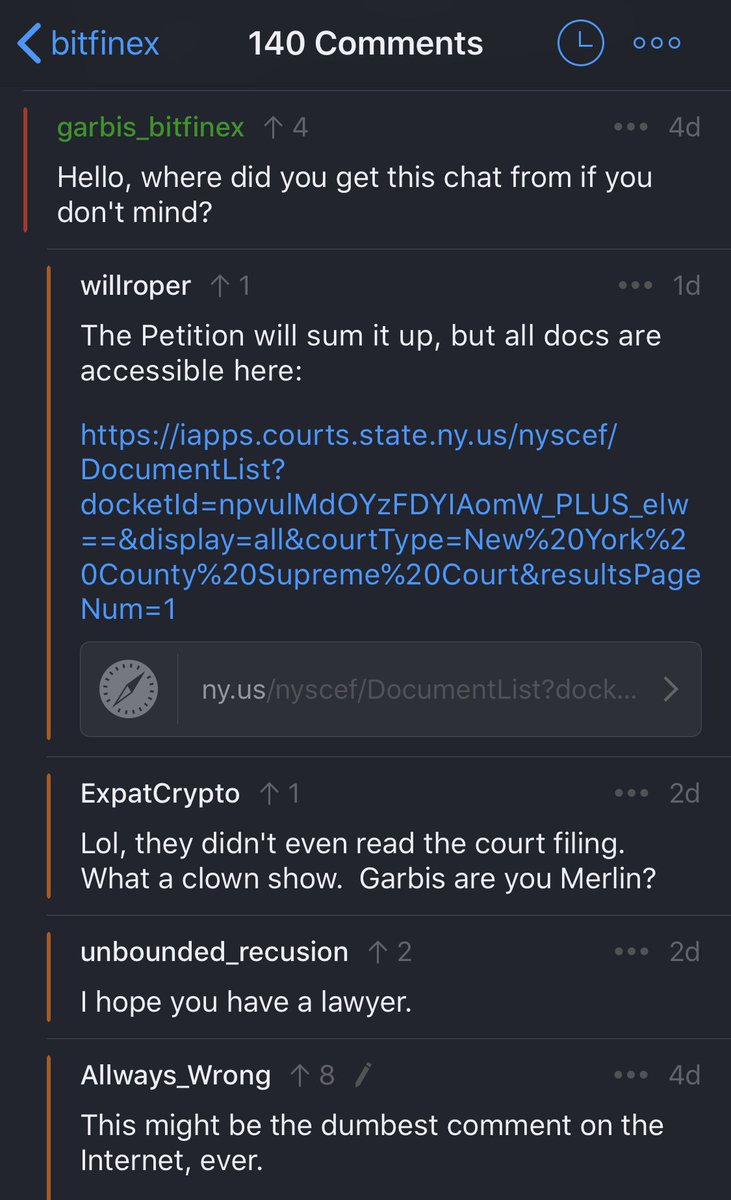 bitfinex 140 Comments
garbis_bitfinex ↑ 4 ••• 4d
Hello, where did you get this chat from if you
don't mind?
willroper ↑ 1 ••• 1d
The Petition will sum it up, but all docs are
accessible here:
https://iapps.courts.state.ny.us/nyscef/
DocumentList?
docketId=npvulMdOYzFDYIAomW_PLUS_elw
==&display=all&courtType=New%20York%2
0County%20Supreme%20Court&resultsPage
Num=1
ny.us/nyscef/DocumentList?dock...
ExpatCrypto ↑ 1 ••• 2d
Lol, they didn't even read the court filing.
What a clown show.  Garbis are you Merlin?
unbounded_recusion ↑ 2 ••• 2d
I hope you have a lawyer.
Allways_Wrong ↑ 8 ••• 4d
This might be the dumbest comment on the
Internet, ever.